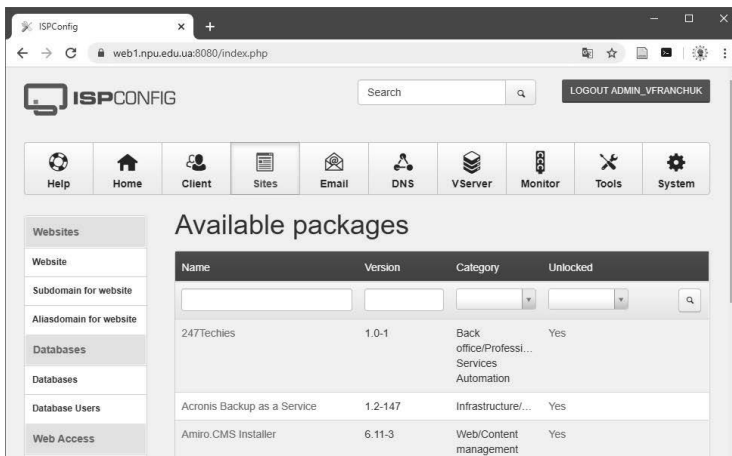 ISPConfig
web1.npu.edu.ua:8080/index.php
ISPCONFIG
Search
LOGOUT ADMIN_VFRANCHUK
Help Home Client Sites Email DNS VServer Monitor Tools System
Websites
Website
Subdomain for website
Aliasdomain for website
Databases
Databases
Database Users
Web Access
Available packages
Name Version Category Unlocked
247Techies 1.0-1 Back Yes
office/Professi...
Services
Automation
Acronis Backup as a Service 1.2-147 Infrastructure/... Yes
Amiro.CMS Installer 6.11-3 Web/Content Yes
management